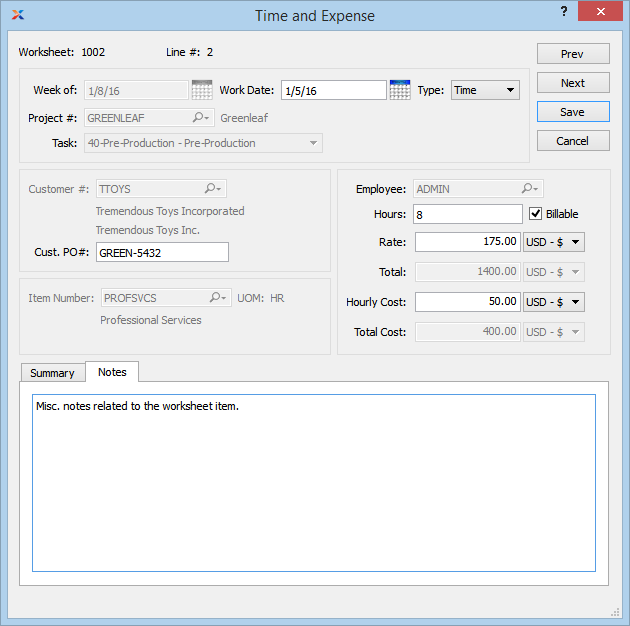 Time and Expense
?
Worksheet: 1002 Line #: 2
Prev
Week of: 1/8/16 Work Date: 1/5/16 Type: Time
Next
Project #: GREENLEAF Greenleaf
Save
Task: 40-Pre-Production - Pre-Production
Cancel
Customer #: TTOYS
Tremendous Toys Incorporated
Tremendous Toys Inc.
Cust. PO#: GREEN-5432
Item Number: PROFSVCS UOM: HR
Professional Services
Employee: ADMIN
Hours: 8 Billable
Rate: 175.00 USD - $
Total: 1400.00 USD - $
Hourly Cost: 50.00 USD - $
Total Cost: 400.00 USD - $
Summary Notes
Misc. notes related to the worksheet item.